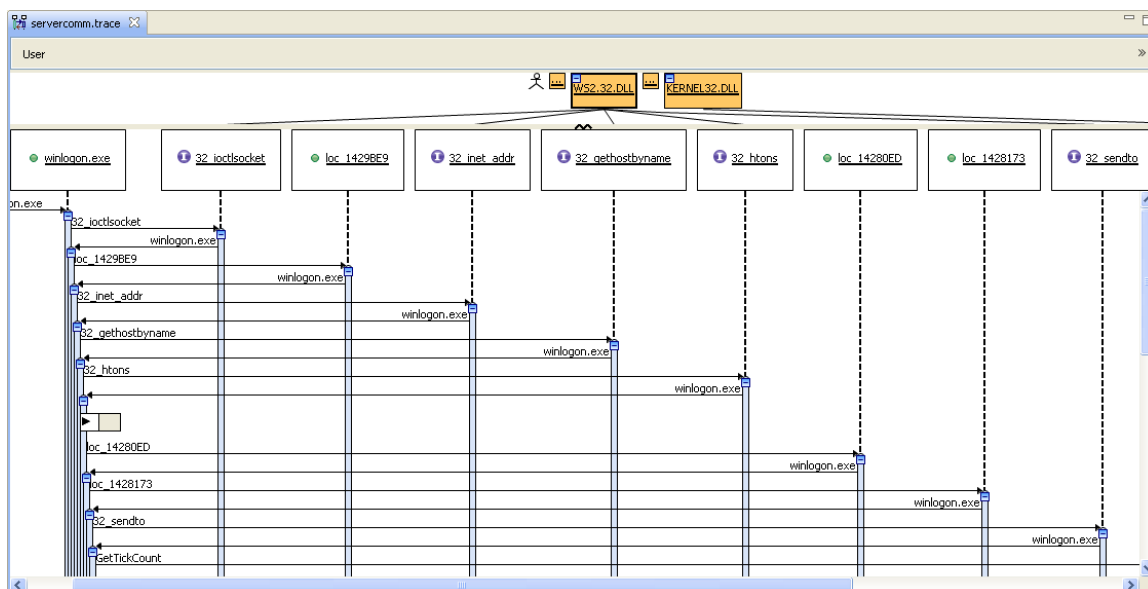 servercomm.trace
User
»
... WS2.32.DLL ... KERNEL32.DLL
winlogon.exe
32_ioctlsocket
loc_1429BE9
32_inet_addr
32_gethostbyname
32_htons
loc_14280ED
loc_1428173
32_sendto
on.exe
32_ioctlsocket
winlogon.exe
loc_1429BE9
winlogon.exe
32_inet_addr
winlogon.exe
32_gethostbyname
winlogon.exe
32_htons
winlogon.exe
loc_14280ED
winlogon.exe
loc_1428173
winlogon.exe
32_sendto
winlogon.exe
GetTickCount